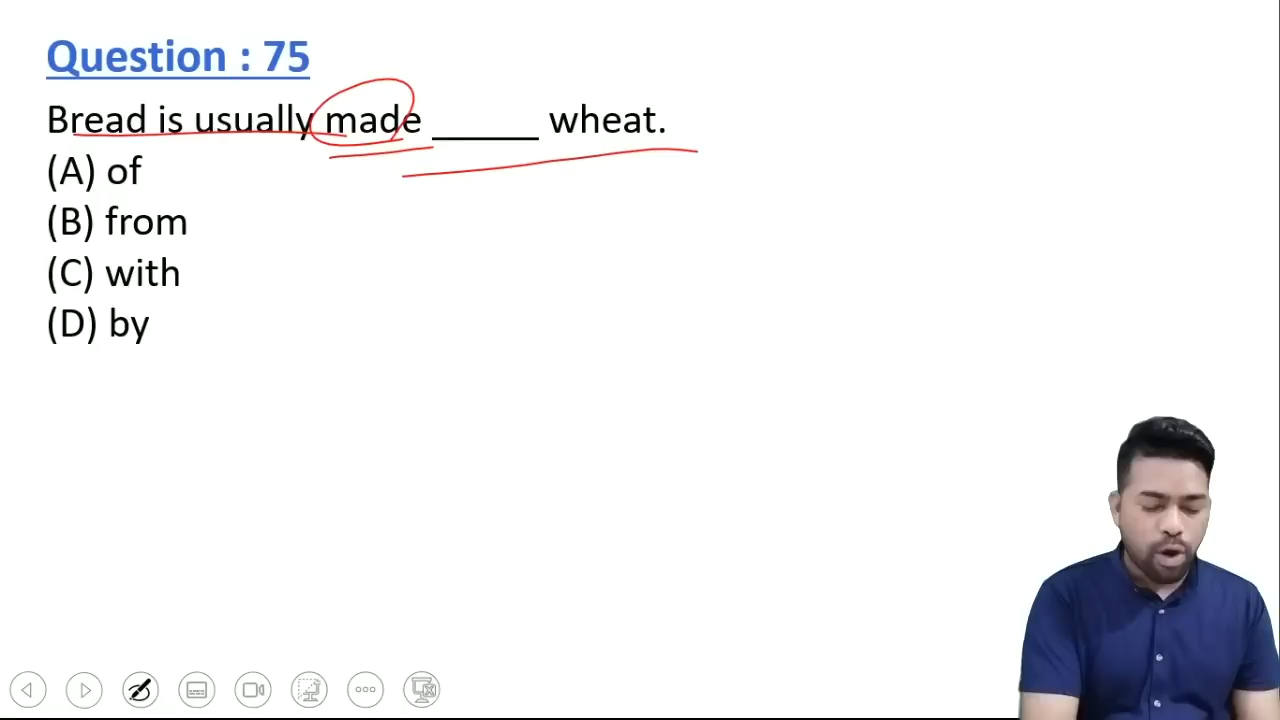 Question : 75
Bread is usually made ______ wheat.
(A) of
(B) from
(C) with
(D) by